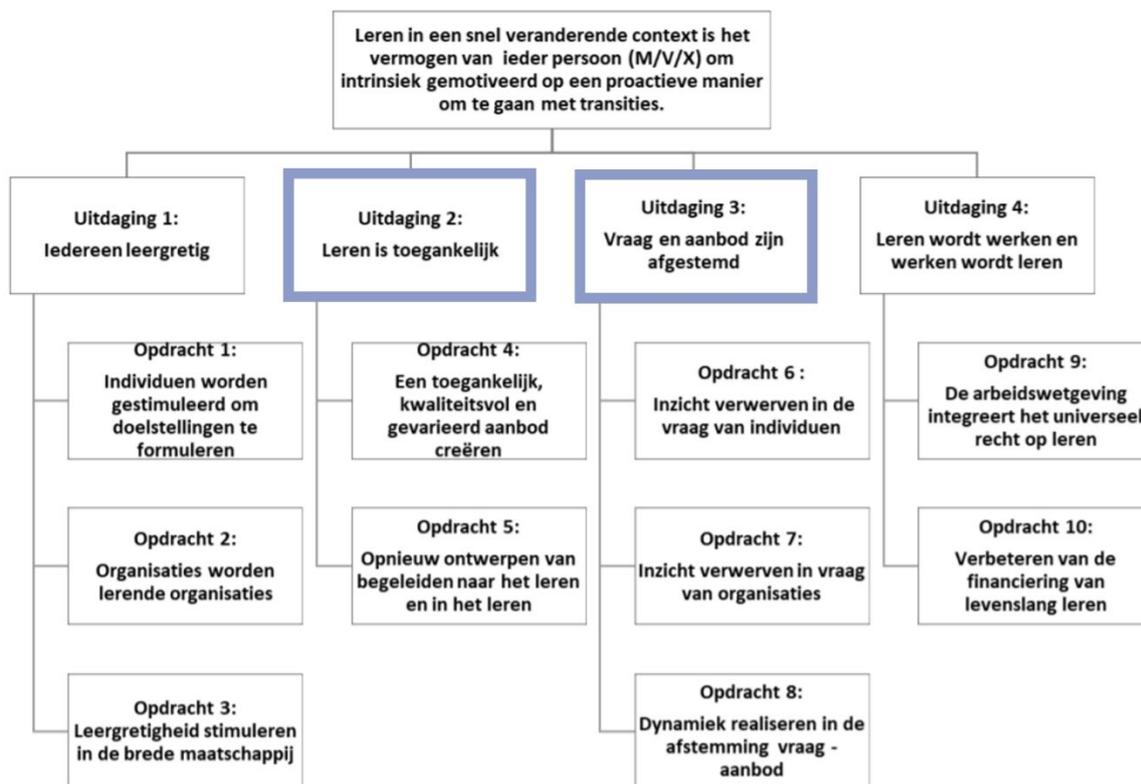 Leren in een snel veranderende context is het
vermogen van ieder persoon (M/V/X) om
intrinsiek gemotiveerd op een proactieve manier
om te gaan met transities.
Uitdaging 1:
Iedereen leergretig
Uitdaging 2:
Leren is toegankelijk
Uitdaging 3:
Vraag en aanbod zijn
afgestemd
Uitdaging 4:
Leren wordt werken en
werken wordt leren
Opdracht 1:
Individuen worden
gestimuleerd om
doelstellingen te
formuleren
Opdracht 2:
Organisaties worden
lerende organisaties
Opdracht 3:
Leergretigheid stimuleren
in de brede maatschappij
Opdracht 4:
Een toegankelijk,
kwaliteitsvol en
gevarieerd aanbod
creëren
Opdracht 5:
Opnieuw ontwerpen van
begeleiden naar het leren
en in het leren
Opdracht 6 :
Inzicht verwerven in de
vraag van individuen
Opdracht 7:
Inzicht verwerven in vraag
van organisaties
Opdracht 8:
Dynamiek realiseren in de
afstemming vraag -
aanbod
Opdracht 9:
De arbeidswetgeving
integreert het universeel
recht op leren
Opdracht 10:
Verbeteren van de
financiering van
levenslang leren